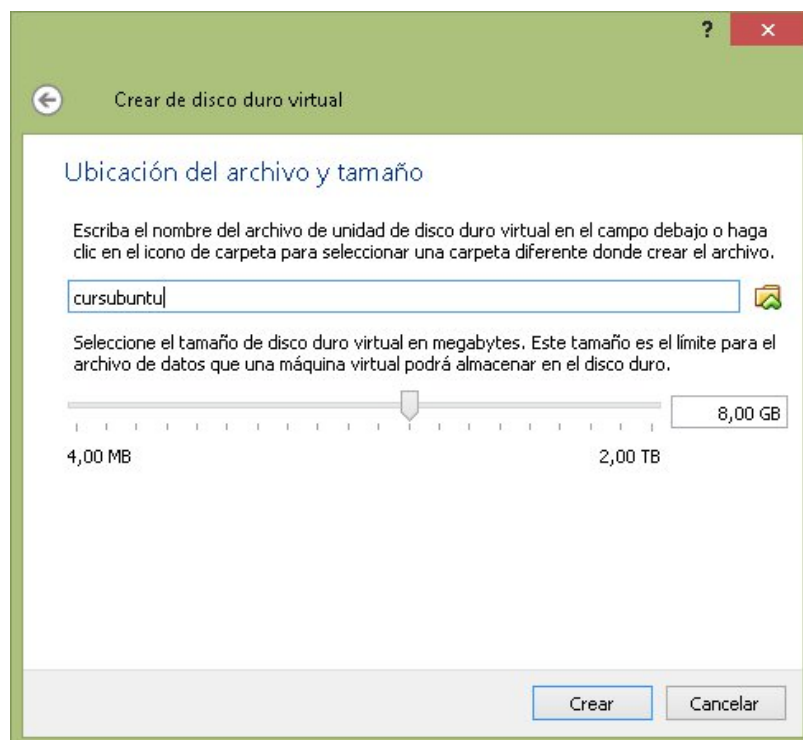 ?
×
Crear de disco duro virtual
Ubicación del archivo y tamaño
Escriba el nombre del archivo de unidad de disco duro virtual en el campo debajo o haga
clic en el icono de carpeta para seleccionar una carpeta diferente donde crear el archivo.
cursubuntu
Seleccione el tamaño de disco duro virtual en megabytes. Este tamaño es el límite para el
archivo de datos que una máquina virtual podrá almacenar en el disco duro.
8,00 GB
4,00 MB 2,00 TB
Crear Cancelar